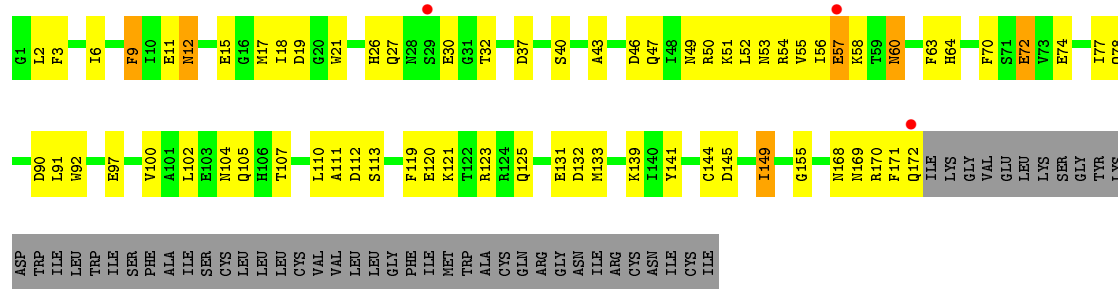 G1 L2 F3 I6 F9 I10 E11 N12 E15 G16 M17 I18 D19 G20 W21 H26 Q27 N28 S29 E30 G31 T32 D37 S40 A43 D46 Q47 I48 N49 R50 K51 L52 N53 R54 V55 I56 E57 K58 T59 N60 F63 H64 F70 S71 E72 V73 E74 I77
D90 L91 W92 E97 V100 A101 L102 E103 N104 Q105 H106 T107 L110 A111 D112 S113 F119 E120 K121 T122 R123 R124 Q125 E131 D132 M133 K139 I140 Y141 C144 D145 I149 G155 N168 N169 R170 F171 Q172 ILE LYS GLY VAL GLU LEU LYS SER GLY TYR LYS
ASP TRP ILE LEU TRP ILE SER PHE ALA ILE SER CYS LEU LEU LEU CYS VAL VAL LEU LEU GLY PHE ILE MET TRP ALA CYS GLN ARG GLY ASN ILE ARG CYS ASN ILE CYS ILE